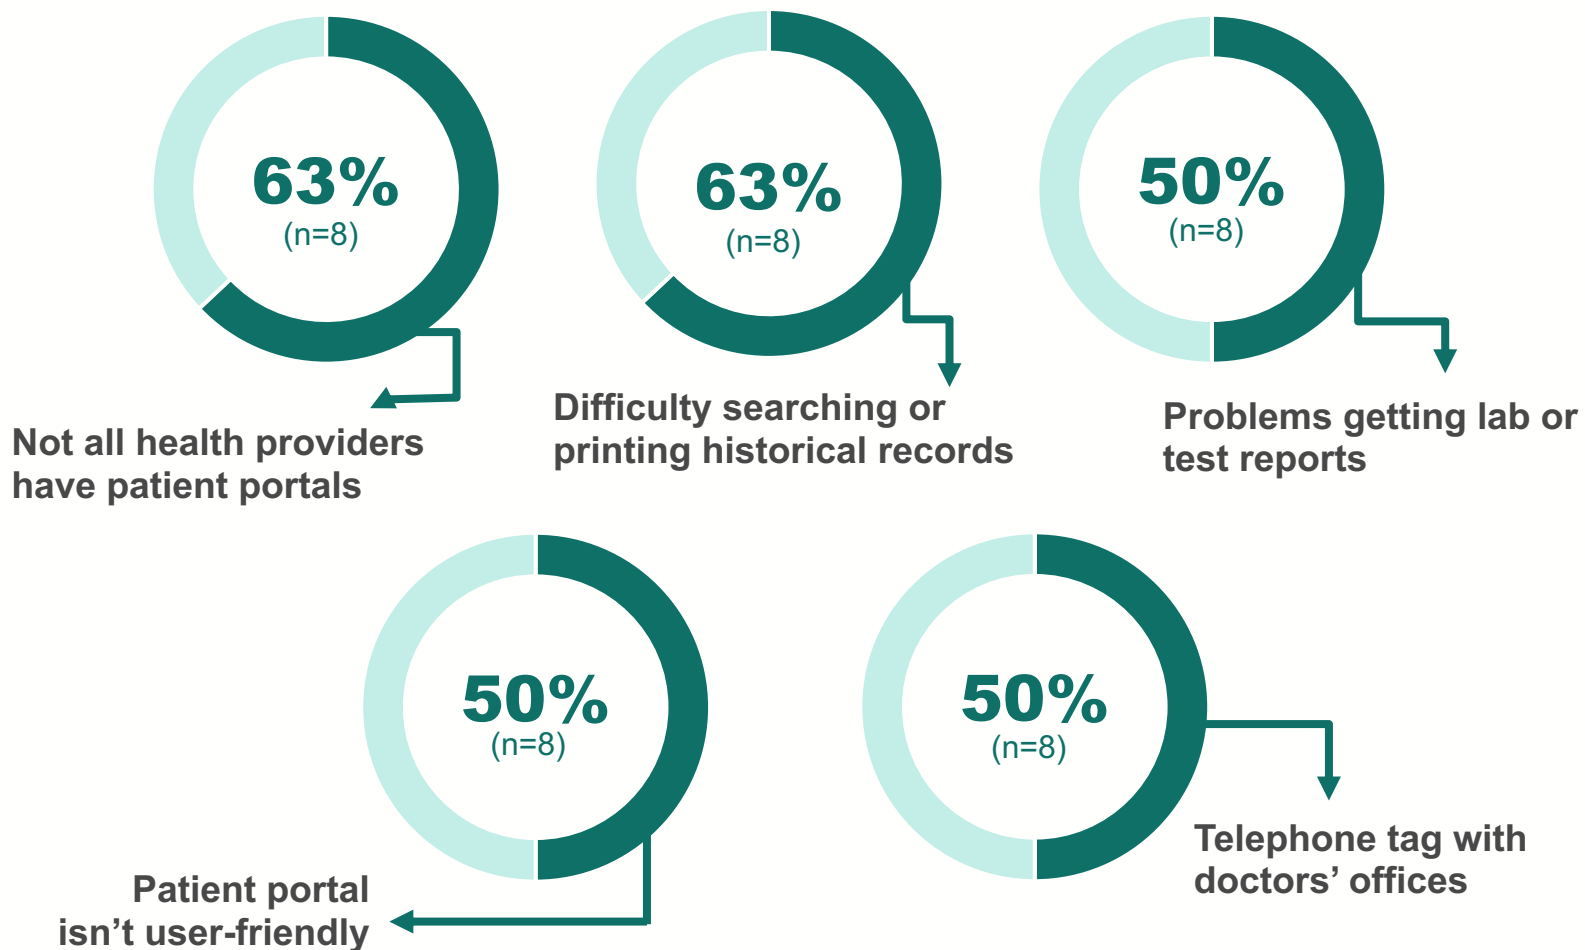 63%
(n=8)
Not all health providers
have patient portals
63%
(n=8)
Difficulty searching or
printing historical records
50%
(n=8)
Problems getting lab or
test reports
50%
(n=8)
Patient portal
isn’t user-friendly
50%
(n=8)
Telephone tag with
doctors’ offices